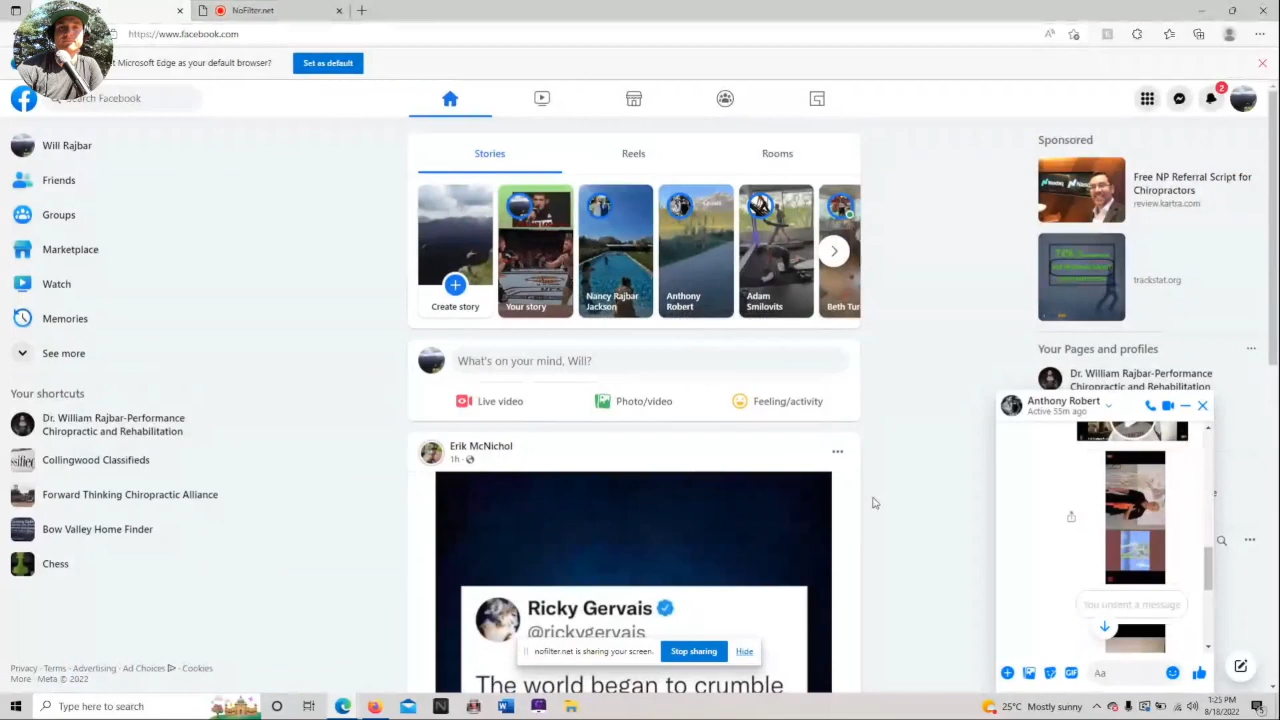 NoFilter.net
https://www.facebook.com
t Microsoft Edge as your default browser?
Set as default
Search Facebook
2
Will Rajbar
Friends
Groups
Marketplace
Watch
Memories
See more
Your shortcuts
Dr. William Rajbar-Performance
Chiropractic and Rehabilitation
Collingwood Classifieds
Forward Thinking Chiropractic Alliance
Bow Valley Home Finder
Chess
Privacy · Terms · Advertising · Ad Choices · Cookies
More · Meta © 2022
Stories
Reels
Rooms
Create story
Your story
Nancy Rajbar
Jackson
Anthony
Robert
Adam
Smilovits
Beth Tur
What's on your mind, Will?
Live video
Photo/video
Feeling/activity
Erik McNichol
1h ·
Ricky Gervais
@rickygervais
The world began to crumble
nofilter.net is sharing your screen.
Stop sharing
Hide
Sponsored
Free NP Referral Script for
Chiropractors
review.kartra.com
trackstat.org
Your Pages and profiles
Dr. William Rajbar-Performance
Chiropractic and Rehabilitation
Anthony Robert
Active 55m ago
You unsent a message
GIF
Aa
Type here to search
25°C Mostly sunny
1:25 PM
8/18/2022